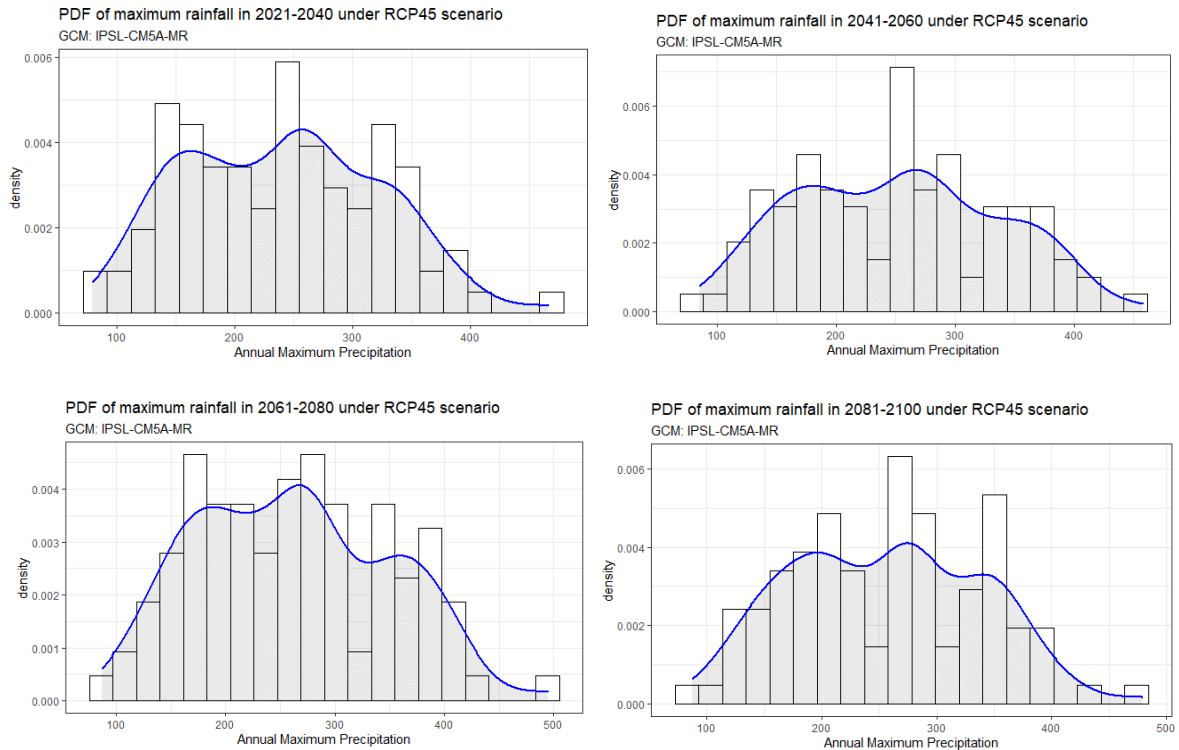 PDF of maximum rainfall in 2021-2040 under RCP45 scenario
GCM: IPSL-CM5A-MR
0.006
0.004
0.002
0.000
density
100
200
300
400
Annual Maximum Precipitation
PDF of maximum rainfall in 2041-2060 under RCP45 scenario
GCM: IPSL-CM5A-MR
0.006
0.004
0.002
0.000
density
100
200
300
400
Annual Maximum Precipitation
PDF of maximum rainfall in 2061-2080 under RCP45 scenario
GCM: IPSL-CM5A-MR
0.004
0.003
0.002
0.001
0.000
density
100
200
300
400
500
Annual Maximum Precipitation
PDF of maximum rainfall in 2081-2100 under RCP45 scenario
GCM: IPSL-CM5A-MR
0.006
0.004
0.002
0.000
density
100
200
300
400
500
Annual Maximum Precipitation